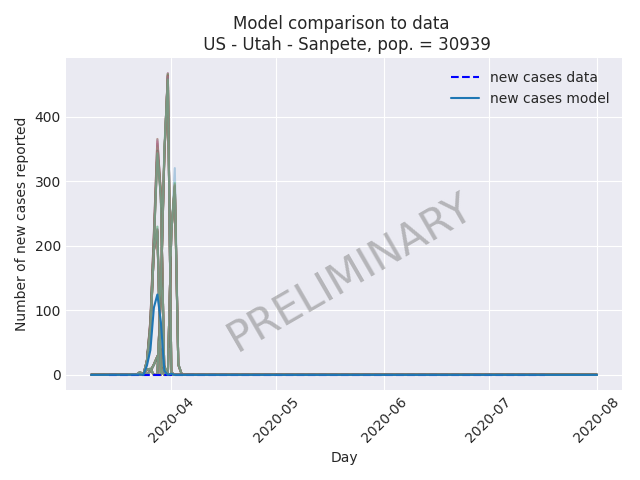 Model comparison to data
US - Utah - Sanpete, pop. = 30939
new cases data
new cases model
Number of new cases reported
400
300
200
100
0
PRELIMINARY
2020-04
2020-05
2020-06
2020-07
2020-08
Day